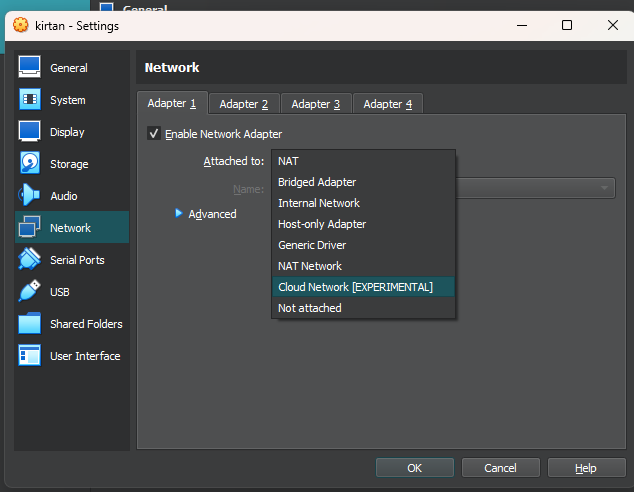 General
kirtan - Settings
General
System
Display
Storage
Audio
Network
Serial Ports
USB
Shared Folders
User Interface
Network
Adapter 1 Adapter 2 Adapter 3 Adapter 4
Enable Network Adapter
Attached to:
NAT
Bridged Adapter
Internal Network
Host-only Adapter
Generic Driver
NAT Network
Cloud Network [EXPERIMENTAL]
Not attached
Name:
Advanced
OK Cancel Help